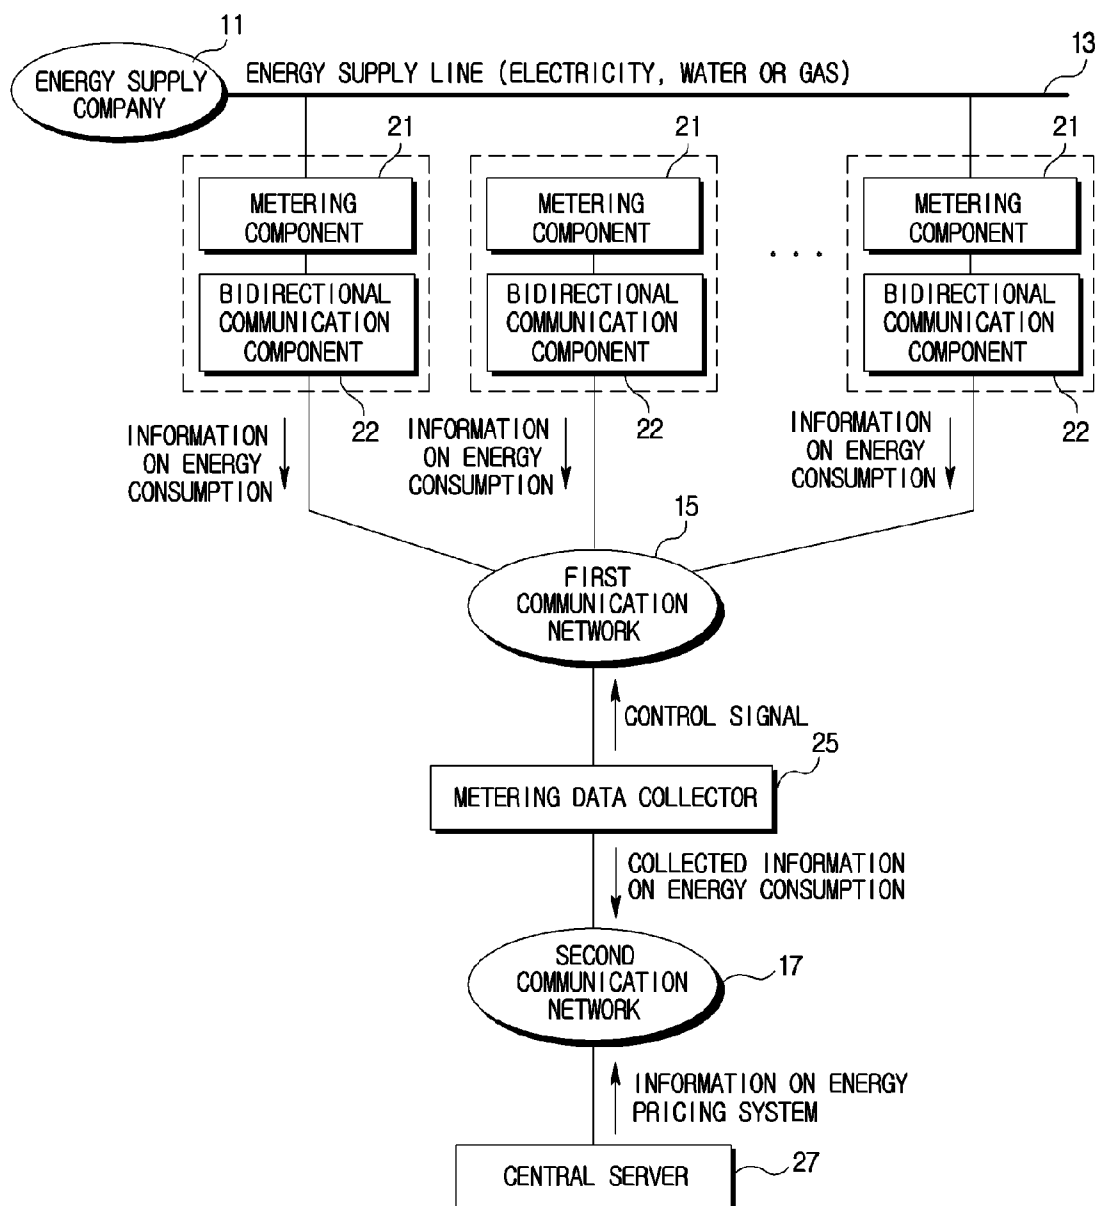 11
ENERGY SUPPLY
COMPANY
ENERGY SUPPLY LINE (ELECTRICITY, WATER OR GAS)
13
21
21
21
METERING
COMPONENT
METERING
COMPONENT
. . .
METERING
COMPONENT
BIDIRECTIONAL
COMMUNICATION
COMPONENT
BIDIRECTIONAL
COMMUNICATION
COMPONENT
BIDIRECTIONAL
COMMUNICATION
COMPONENT
22
22
22
INFORMATION
ON ENERGY
CONSUMPTION
INFORMATION
ON ENERGY
CONSUMPTION
INFORMATION
ON ENERGY
CONSUMPTION
15
FIRST
COMMUNICATION
NETWORK
CONTROL SIGNAL
25
METERING DATA COLLECTOR
COLLECTED INFORMATION
ON ENERGY CONSUMPTION
SECOND
COMMUNICATION
NETWORK
17
INFORMATION ON ENERGY
PRICING SYSTEM
CENTRAL SERVER
27